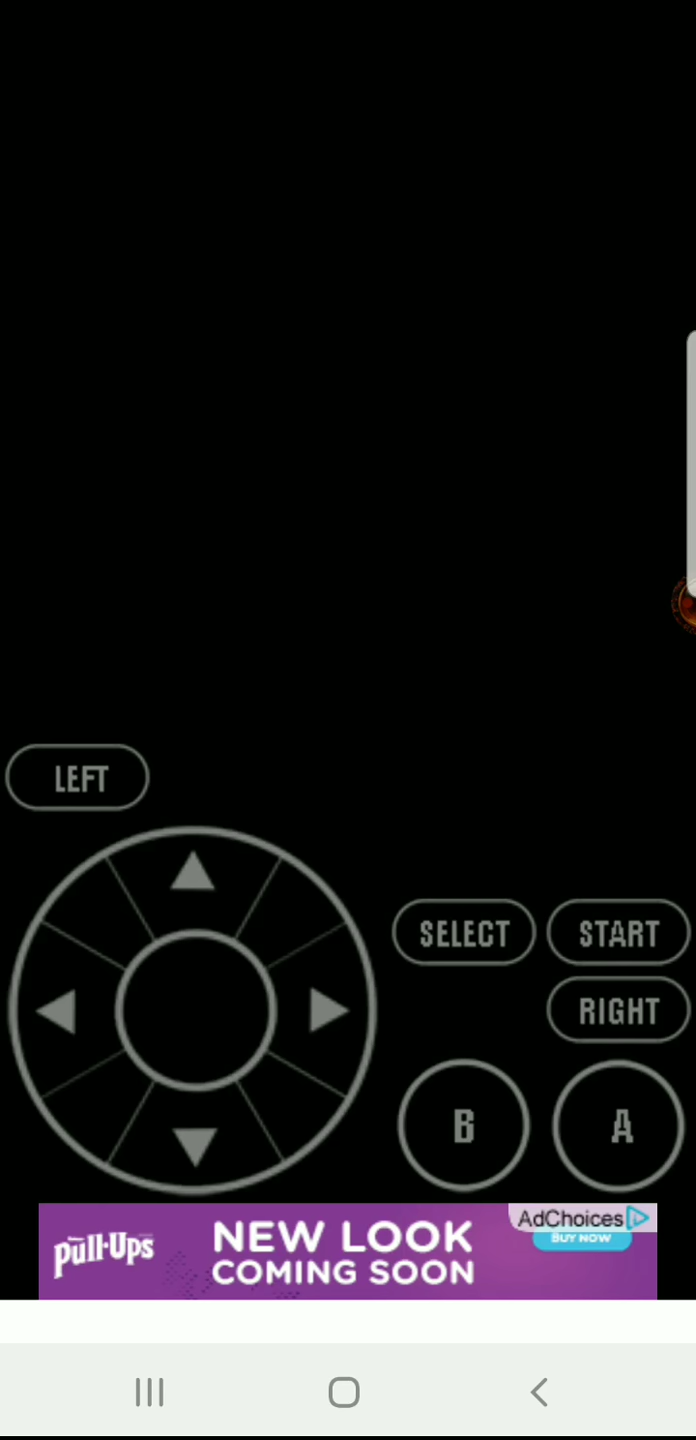 LEFT
SELECT
START
RIGHT
B
A
Pull-Ups
NEW LOOK
COMING SOON
AdChoices
BUY NOW